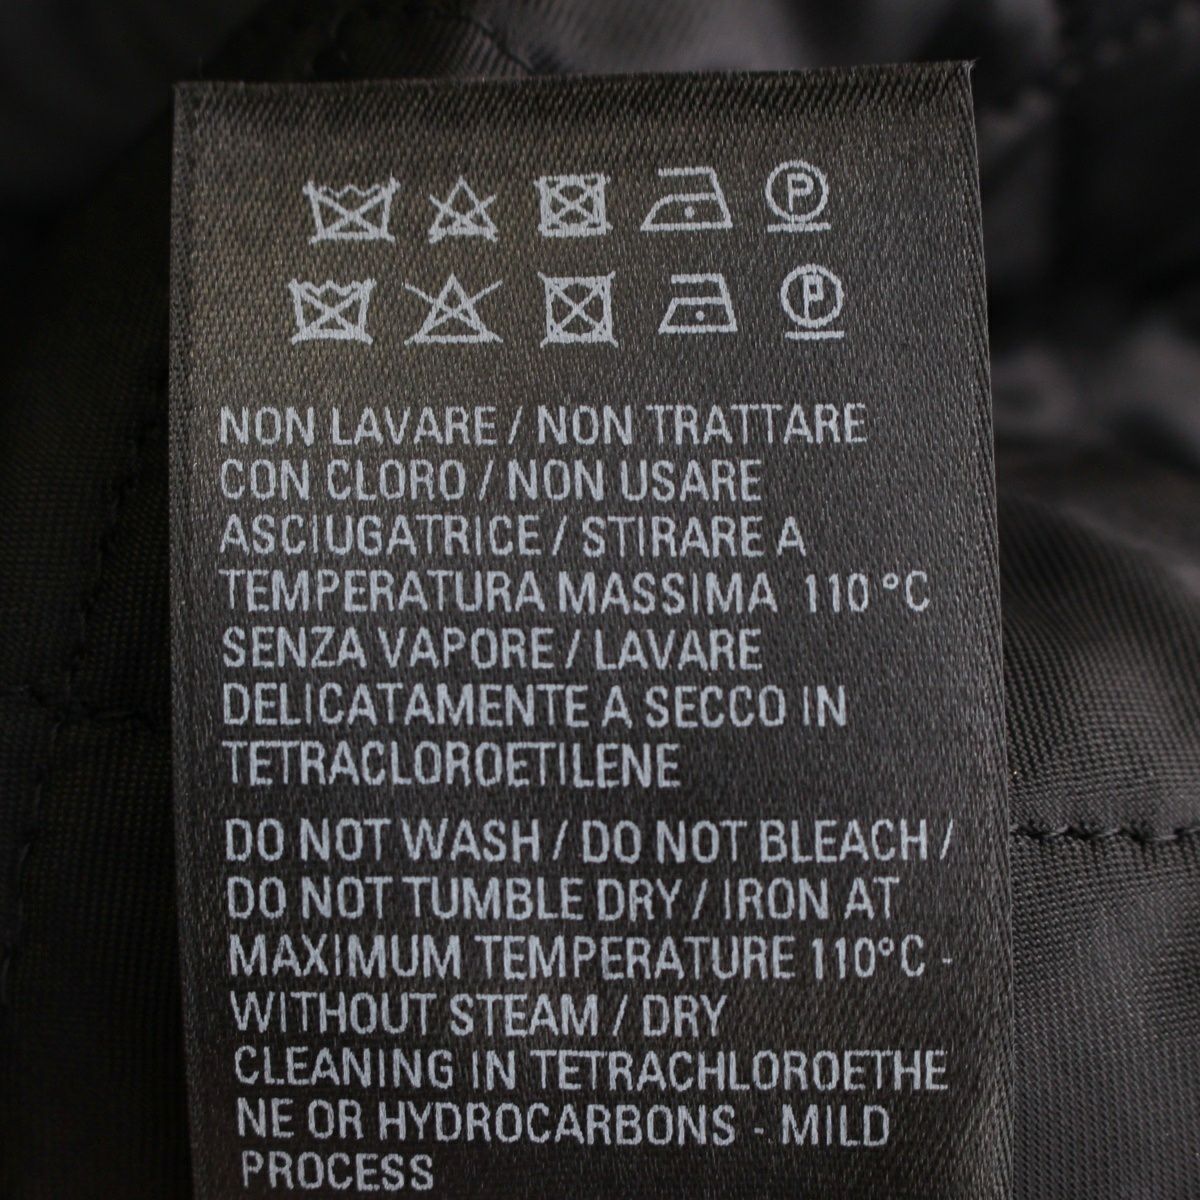 P
P
NON LAVARE / NON TRATTARE
CON CLORO / NON USARE
ASCIUGATRICE / STIRARE A
TEMPERATURA MASSIMA 110 °C
SENZA VAPORE / LAVARE
DELICATAMENTE A SECCO IN
TETRACLOROETILENE
DO NOT WASH / DO NOT BLEACH /
DO NOT TUMBLE DRY / IRON AT
MAXIMUM TEMPERATURE 110°C -
WITHOUT STEAM / DRY
CLEANING IN TETRACHLOROETHE
NE OR HYDROCARBONS - MILD
PROCESS